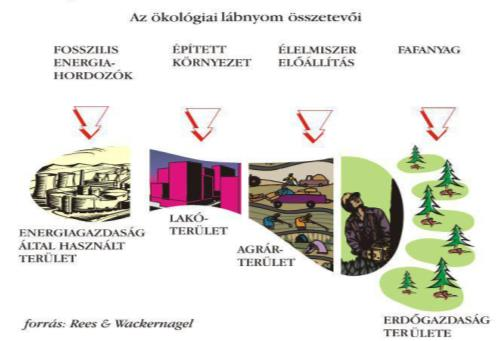 Az ökológiai lábnyom összetevői
FOSSZILIS
ENERGIA-
HORDOZÓK
ÉPÍTETT
KÖRNYEZET
ÉLELMISZER
ELŐÁLLÍTÁS
FAFANYAG
ENERGIAGAZDASÁG
ÁLTAL HASZNÁLT
TERÜLET
LAKÓ-
TERÜLET
AGRÁR-
TERÜLET
ERDŐGAZDASÁG
TERÜLETE
forrás: Rees & Wackernagel